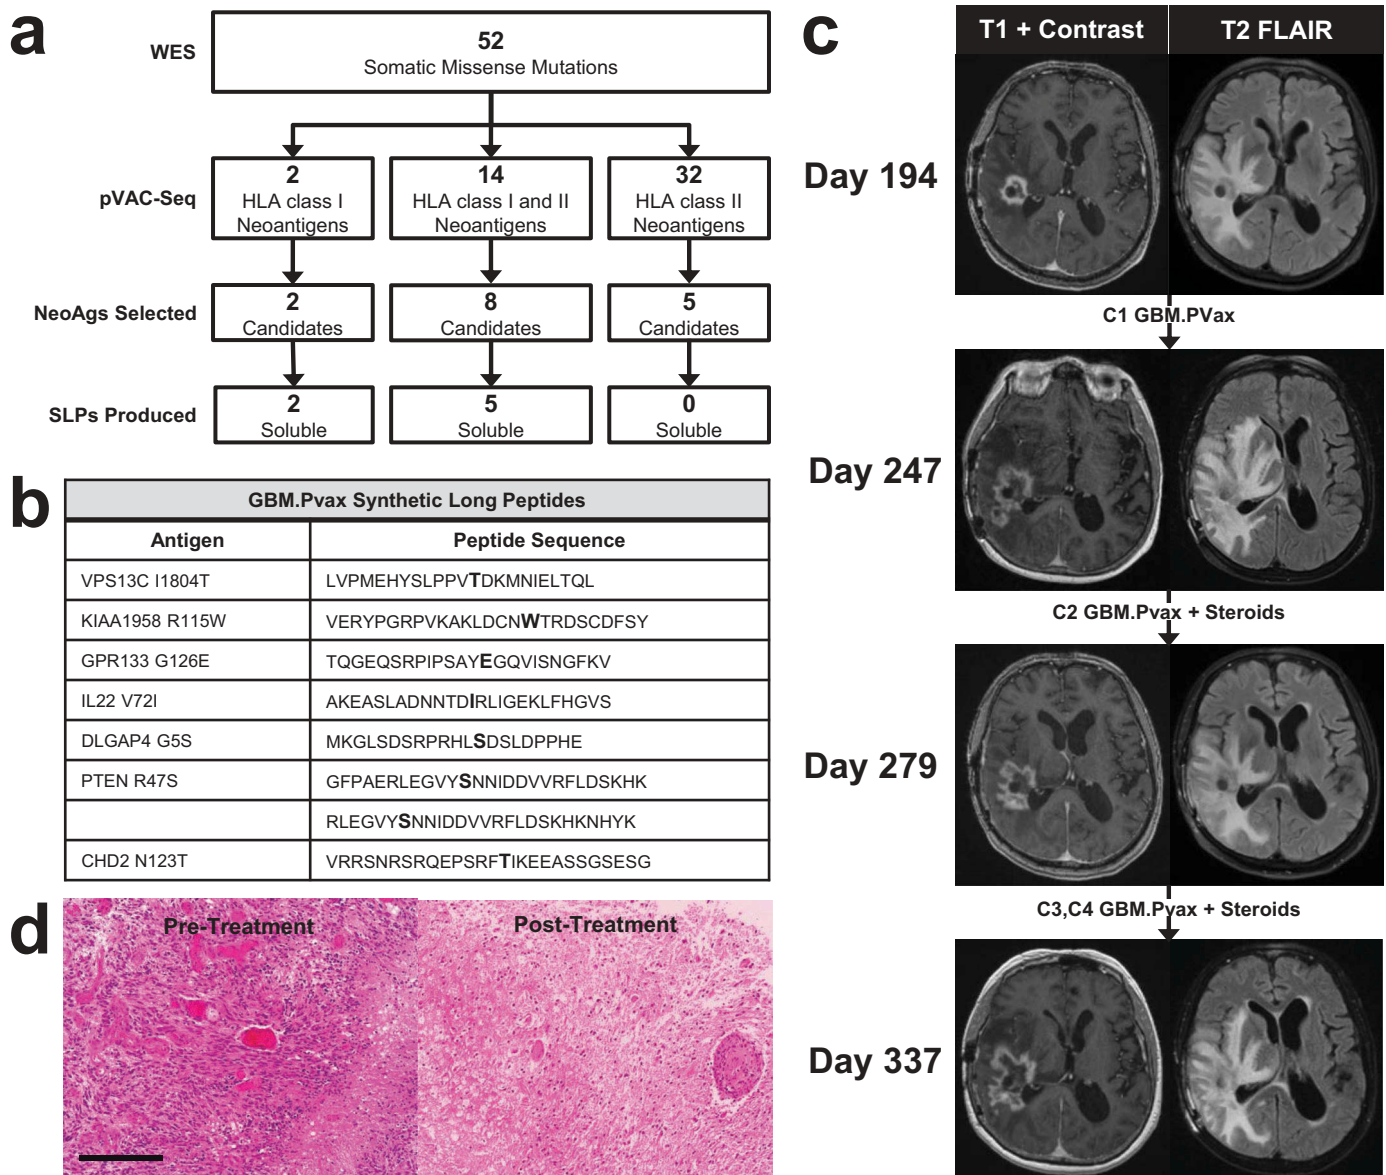 a
WES
52
Somatic Missense Mutations
pVAC-Seq
2
HLA class I
Neoantigens
14
HLA class I and II
Neoantigens
32
HLA class II
Neoantigens
NeoAgs Selected
2
Candidates
8
Candidates
5
Candidates
SLPs Produced
2
Soluble
5
Soluble
0
Soluble
b
GBM.Pvax Synthetic Long Peptides
Antigen Peptide Sequence
VPS13C I1804T LVPMEHYSLPPVTDKMNIELTQL
KIAA1958 R115W VERYPGRPVKAKLDCNWTRDSCDFSY
GPR133 G126E TQGEQSRPIPSAYEGQVISNGFKV
IL22 V72I AKEASLADNNTDIRLIGEKLFHGVS
DLGAP4 G5S MKGLSDSRPRHLSDSLDPPHE
PTEN R47S GFPAERLEGVYSNNIDDVVRFLDSKHK
RLEGVYSNNIDDVVRFLDSKHKNHYK
CHD2 N123T VRRSNRSRQEPSRFTIKEEASSGSESG
c
T1 + Contrast T2 FLAIR
Day 194
C1 GBM.PVax
Day 247
C2 GBM.Pvax + Steroids
Day 279
C3,C4 GBM.Pvax + Steroids
Day 337
d
Pre-Treatment Post-Treatment